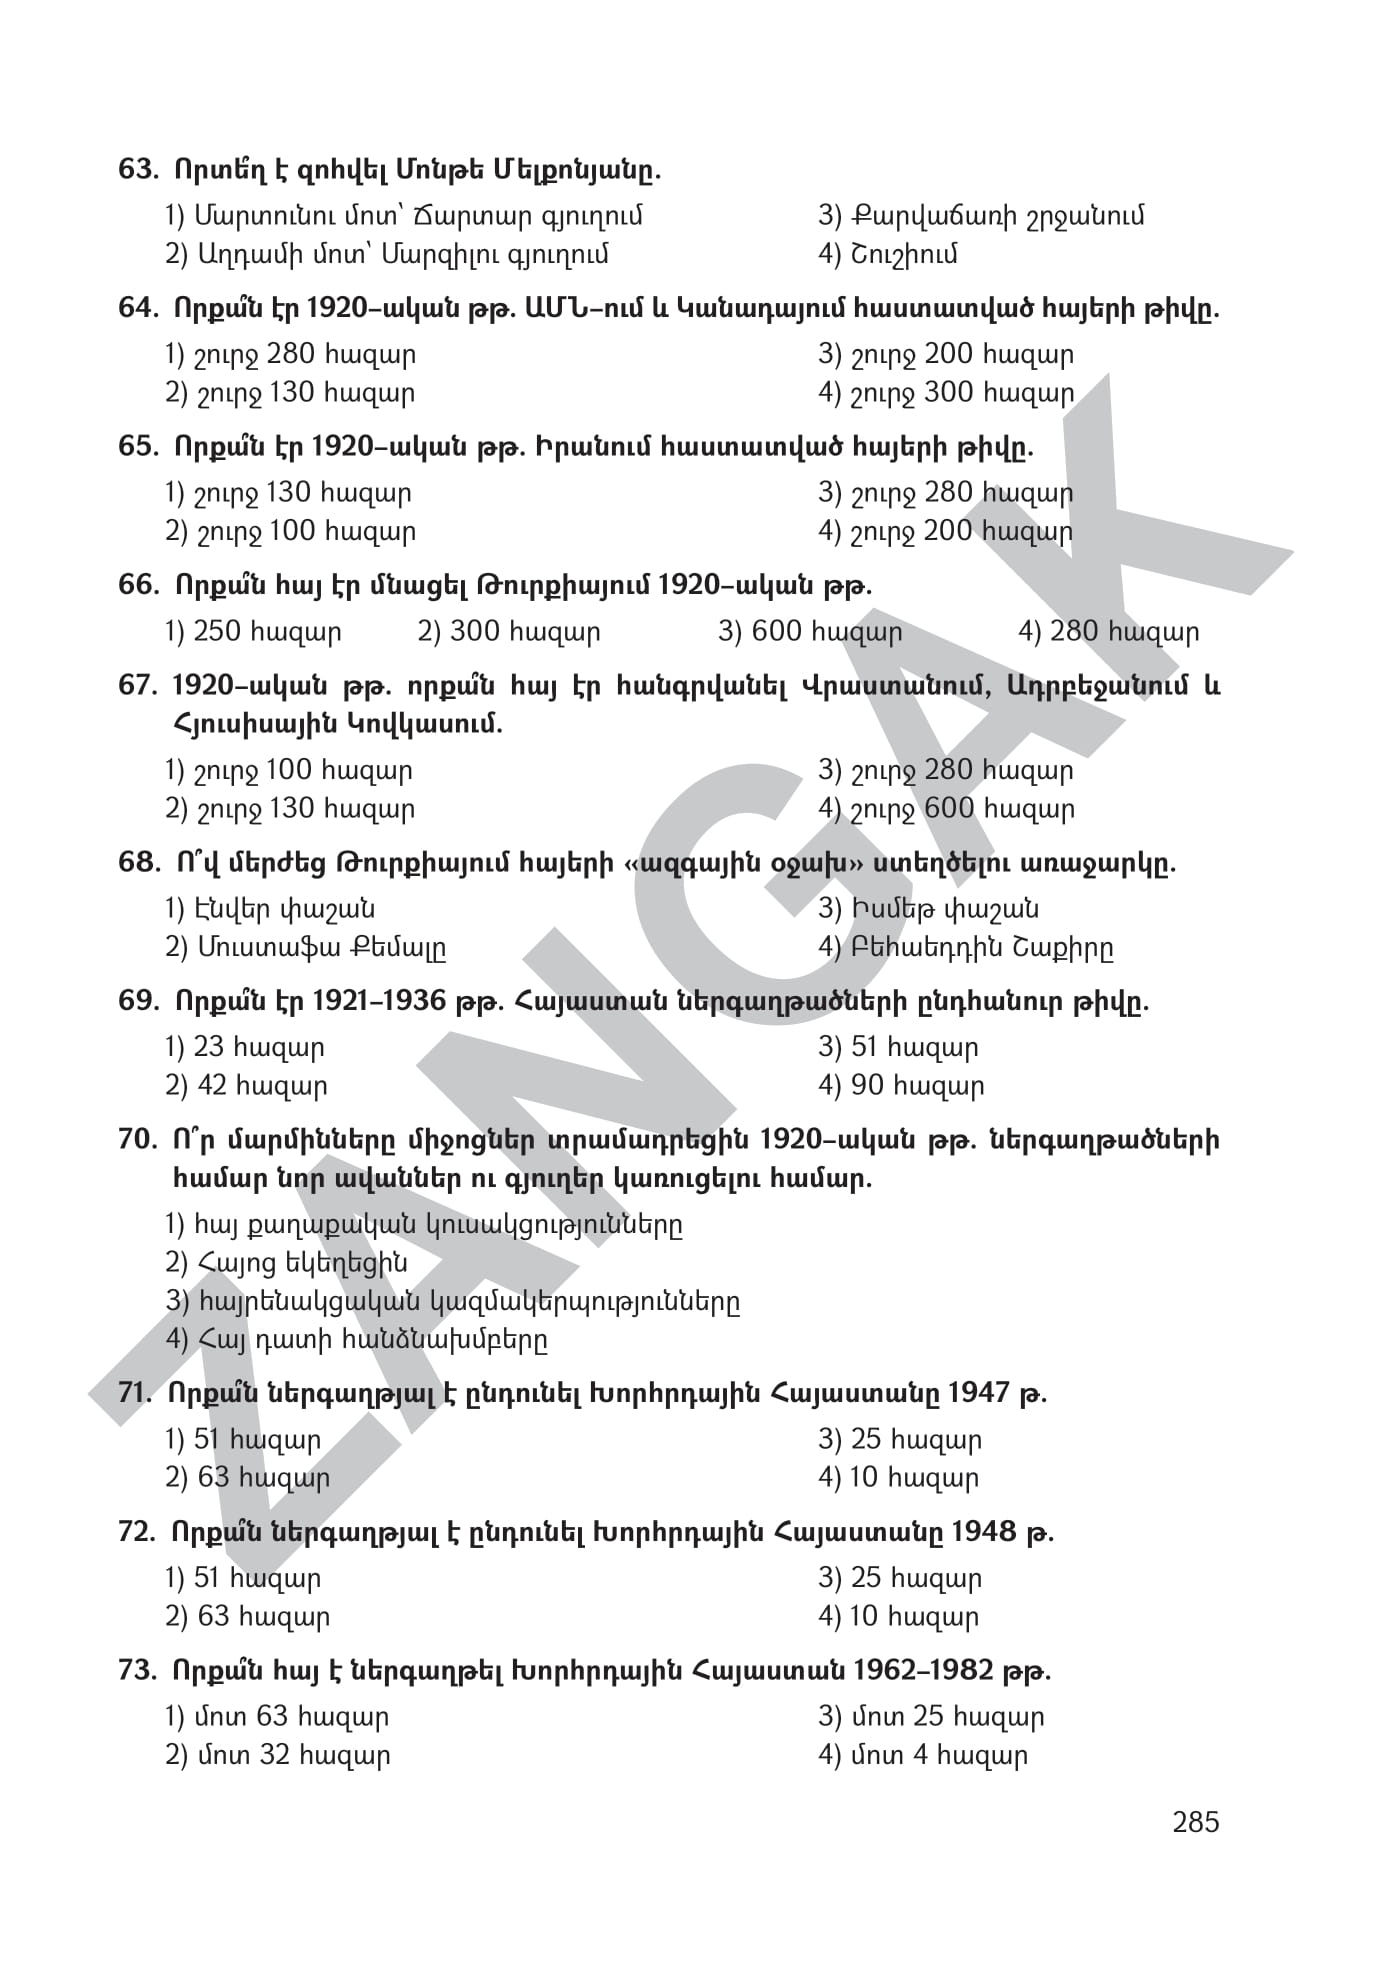 63. Որտե՞ղ է զոհվել Մոնթե Մելքոնյանը.
1) Մարտունու մոտ՝ Ճարտար գյուղում
3) Քարվաճառի շրջանում
2) Աղդամի մոտ՝ Մարզիլու գյուղում
4) Շուշիում
64. Որքա՞ն էր 1920–ական թթ. ԱՄՆ–ում և Կանադայում հաստատված հայերի թիվը.
1) շուրջ 280 հազար
3) շուրջ 200 հազար
2) շուրջ 130 հազար
4) շուրջ 300 հազար
65. Որքա՞ն էր 1920–ական թթ. Իրանում հաստատված հայերի թիվը.
1) շուրջ 130 հազար
3) շուրջ 280 հազար
2) շուրջ 100 հազար
4) շուրջ 200 հազար
66. Որքա՞ն հայ էր մնացել Թուրքիայում 1920–ական թթ.
1) 250 հազար 2) 300 հազար 3) 600 հազար 4) 280 հազար
67. 1920–ական թթ. որքա՞ն հայ էր հանգրվանել Վրաստանում, Ադրբեջանում և
Հյուսիսային Կովկասում.
1) շուրջ 100 հազար
3) շուրջ 280 հազար
2) շուրջ 130 հազար
4) շուրջ 600 հազար
68. Ո՞վ մերժեց Թուրքիայում հայերի «ազգային օջախ» ստեղծելու առաջարկը.
1) Էնվեր փաշան
3) Իսմեթ փաշան
2) Մուստաֆա Քեմալը
4) Բեհաեդդին Շաքիրը
69. Որքա՞ն էր 1921–1936 թթ. Հայաստան ներգաղթածների ընդհանուր թիվը.
1) 23 հազար
3) 51 հազար
2) 42 հազար
4) 90 հազար
70. Ո՞ր մարմինները միջոցներ տրամադրեցին 1920–ական թթ. ներգաղթածների
համար նոր ավաններ ու գյուղեր կառուցելու համար.
1) հայ քաղաքական կուսակցությունները
2) Հայոց եկեղեցին
3) հայրենակցական կազմակերպությունները
4) Հայ դատի հանձնախմբերը
71. Որքա՞ն ներգաղթյալ է ընդունել Խորհրդային Հայաստանը 1947 թ.
1) 51 հազար
3) 25 հազար
2) 63 հազար
4) 10 հազար
72. Որքա՞ն ներգաղթյալ է ընդունել Խորհրդային Հայաստանը 1948 թ.
1) 51 հազար
3) 25 հազար
2) 63 հազար
4) 10 հազար
73. Որքա՞ն հայ է ներգաղթել Խորհրդային Հայաստան 1962–1982 թթ.
1) մոտ 63 հազար
3) մոտ 25 հազար
2) մոտ 32 հազար
4) մոտ 4 հազար
285
ZANGAK